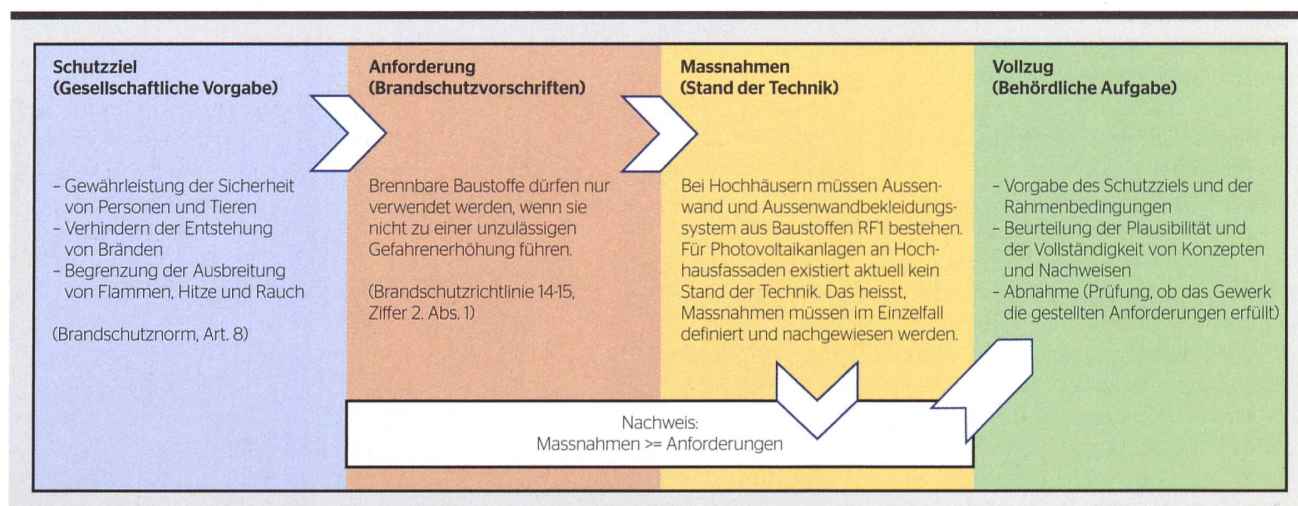 Schutzziel
(Gesellschaftliche Vorgabe)
– Gewährleistung der Sicherheit
von Personen und Tieren
– Verhindern der Entstehung
von Bränden
– Begrenzung der Ausbreitung
von Flammen, Hitze und Rauch
(Brandschutznorm, Art. 8)
Anforderung
(Brandschutzvorschriften)
Brennbare Baustoffe dürfen nur
verwendet werden, wenn sie
nicht zu einer unzulässigen
Gefahrenerhöhung führen.
(Brandschutzrichtlinie 14-15,
Ziffer 2. Abs. 1)
Massnahmen
(Stand der Technik)
Bei Hochhäusern müssen Aussen-
wand und Aussenwandbekleidungs-
system aus Baustoffen RF1 bestehen.
Für Photovoltaikanlagen an Hoch-
hausfassaden existiert aktuell kein
Stand der Technik. Das heisst,
Massnahmen müssen im Einzelfall
definiert und nachgewiesen werden.
Vollzug
(Behördliche Aufgabe)
– Vorgabe des Schutzziels und der
Rahmenbedingungen
– Beurteilung der Plausibilität und
der Vollständigkeit von Konzepten
und Nachweisen
– Abnahme (Prüfung, ob das Gewerk
die gestellten Anforderungen erfüllt)
Nachweis:
Massnahmen >= Anforderungen